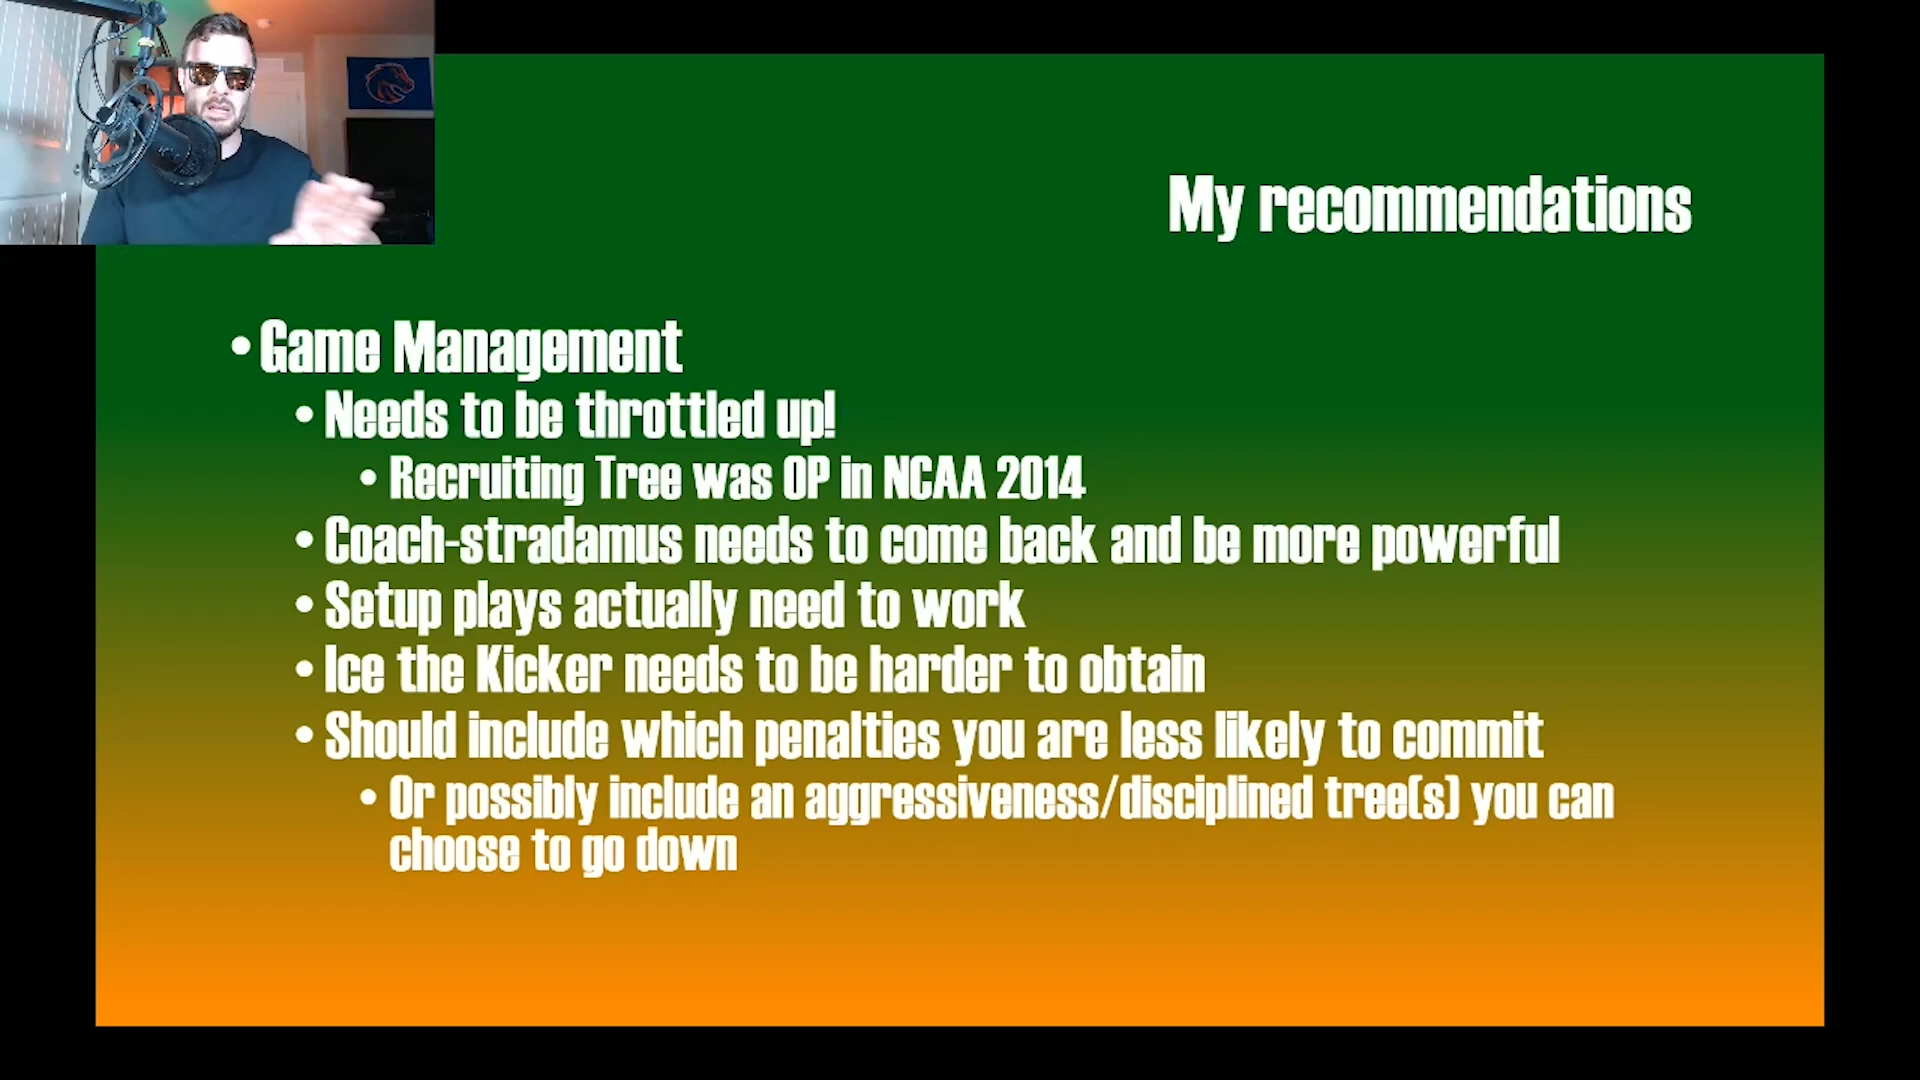 My recommendations
• Game Management
• Needs to be throttled up!
• Recruiting Tree was OP in NCAA 2014
• Coach-stradamus needs to come back and be more powerful
• Setup plays actually need to work
• Ice the Kicker needs to be harder to obtain
• Should include which penalties you are less likely to commit
• Or possibly include an aggressiveness/disciplined tree(s) you can
choose to go down